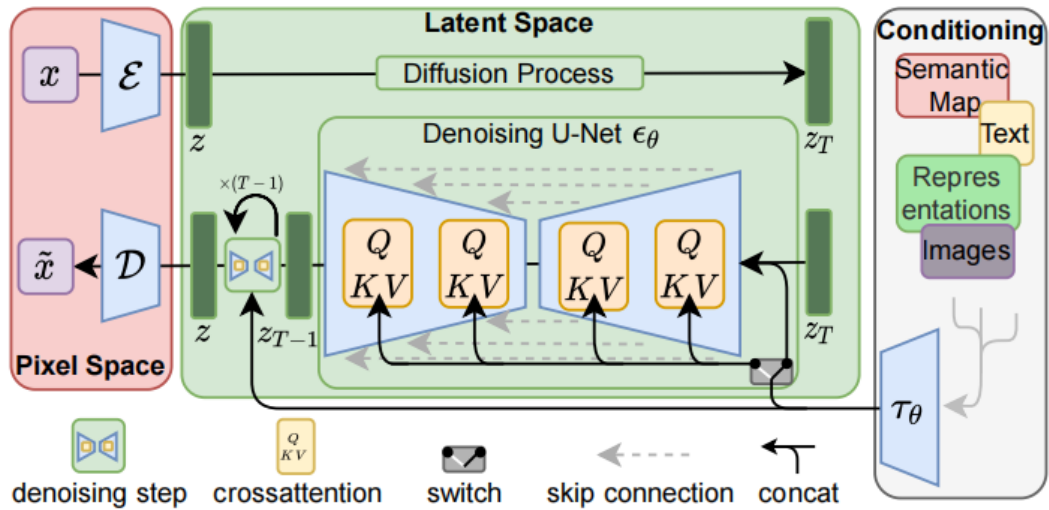 Latent Space
Conditioning
x
ℰ
Diffusion Process
z
z_T
Semantic
Map
Text
Repres
entations
Images
Denoising U-Net ϵ_θ
×(T−1)
Q
KV
Q
KV
Q
KV
Q
KV
x̃
𝒟
z
z_{T−1}
z_T
Pixel Space
τ_θ
Q
KV
denoising step
crossattention
switch
skip connection
concat